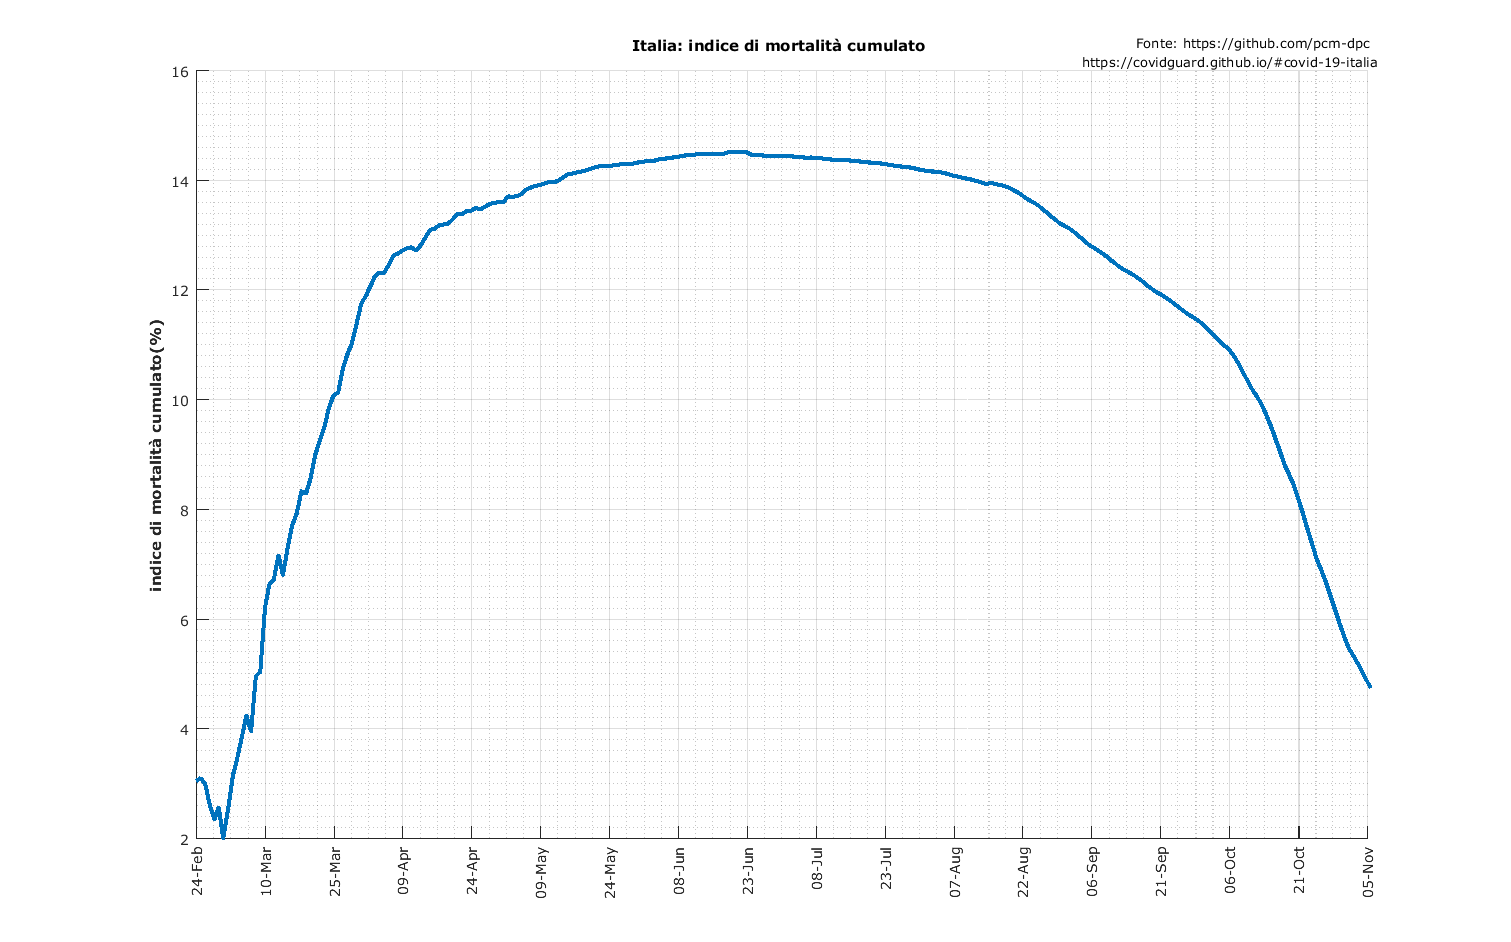 Italia: indice di mortalità cumulato
Fonte: https://github.com/pcm-dpc
https://covidguard.github.io/#covid-19-italia
indice di mortalità cumulato(%)
16
14
12
10
8
6
4
2
24-Feb
10-Mar
25-Mar
09-Apr
24-Apr
09-May
24-May
08-Jun
23-Jun
08-Jul
23-Jul
07-Aug
22-Aug
06-Sep
21-Sep
06-Oct
21-Oct
05-Nov